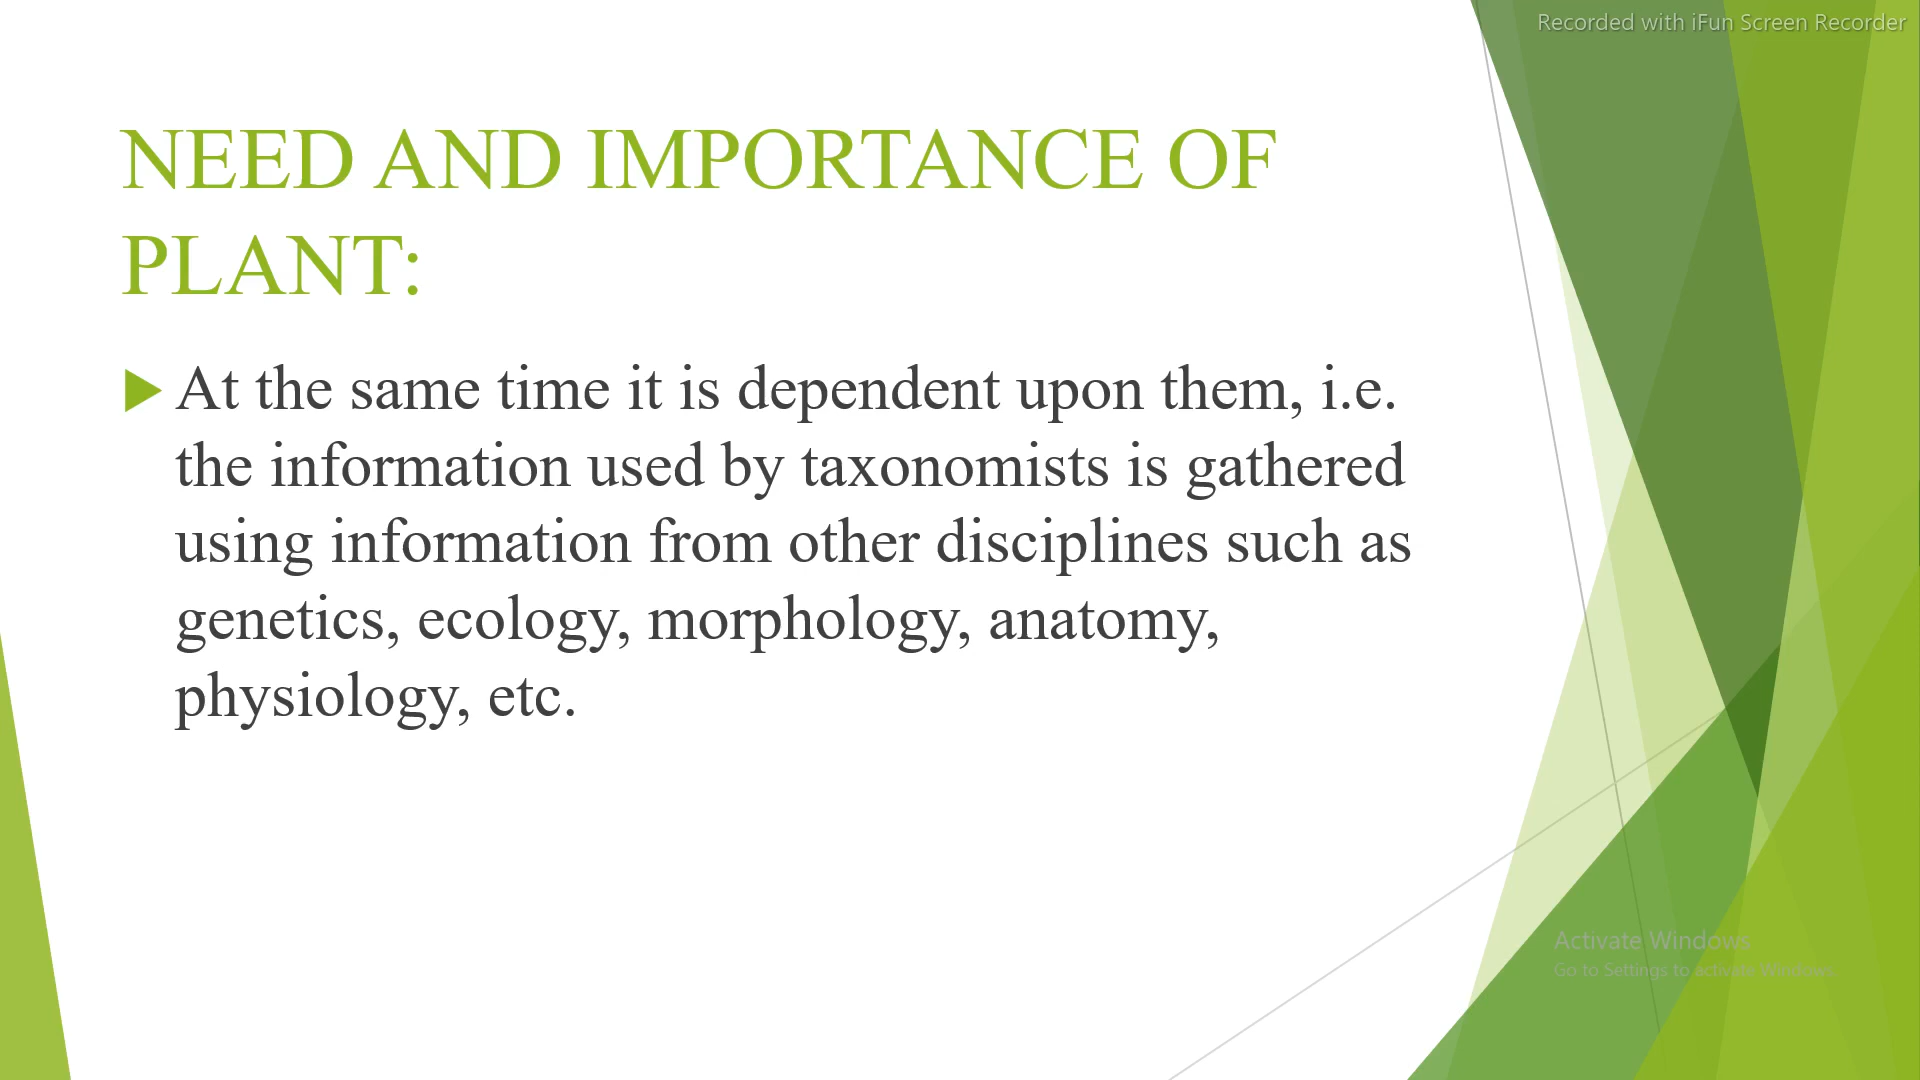 Recorded with iFun Screen Recorder
NEED AND IMPORTANCE OF
PLANT:
At the same time it is dependent upon them, i.e.
the information used by taxonomists is gathered
using information from other disciplines such as
genetics, ecology, morphology, anatomy,
physiology, etc.
Activate Windows
Go to Settings to activate Windows.